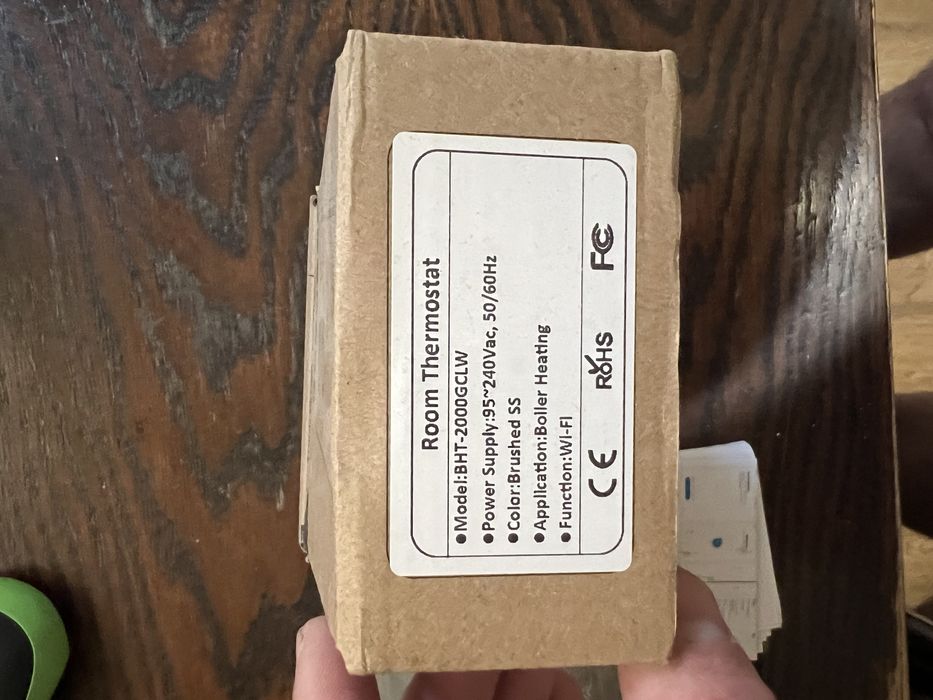 Room Thermostat
●Model:BHT-2000GCLW
●Power Supply:95~240Vac, 50/60Hz
●Color:Brushed SS
●Application:Boller Heating
●Function:WI-FI
CE RoHS FC